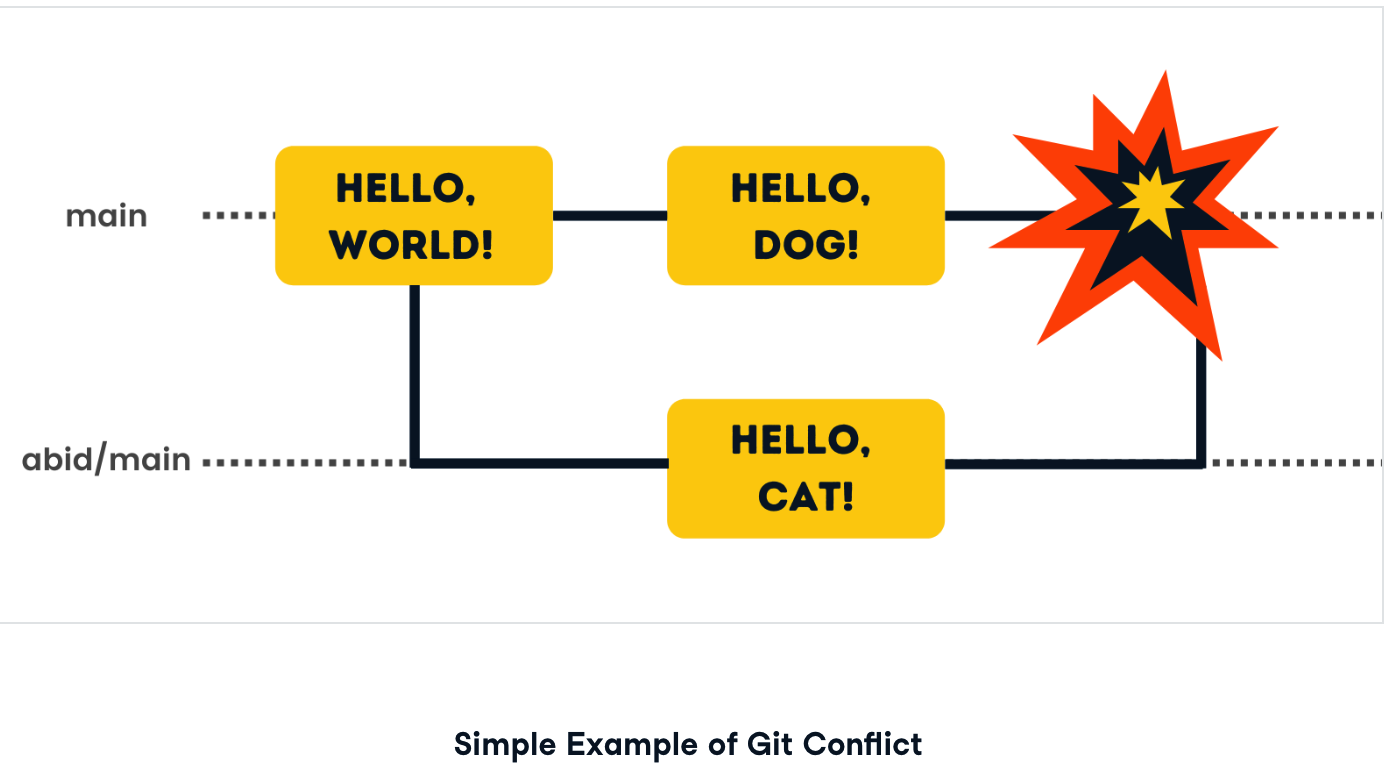 main
HELLO,
WORLD!
HELLO,
DOG!
abid/main
HELLO,
CAT!
Simple Example of Git Conflict